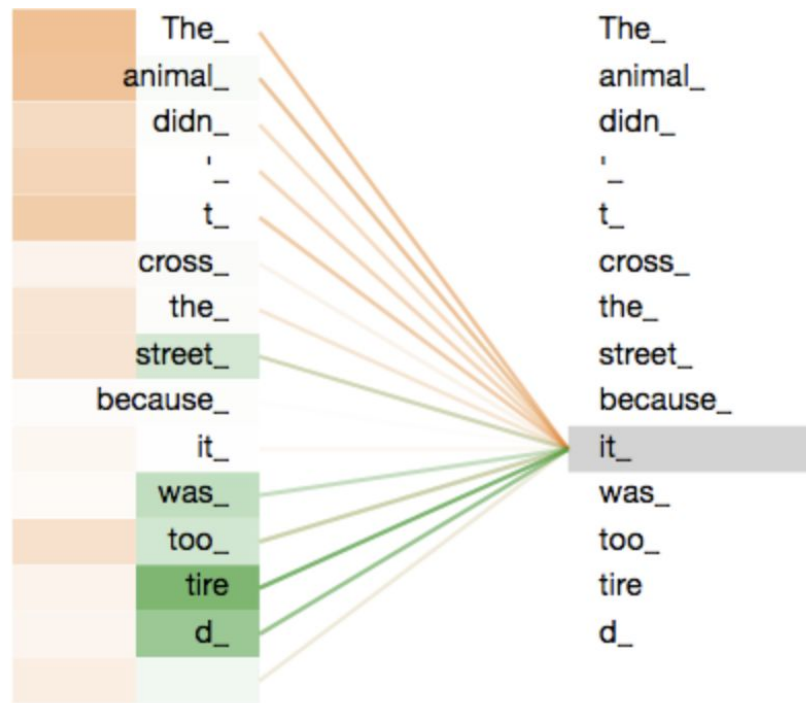 The_ The_
animal_ animal_
didn_ didn_
'_ '_
t_ t_
cross_ cross_
the_ the_
street_ street_
because_ because_
it_ it_
was_ was_
too_ too_
tire tire
d_ d_